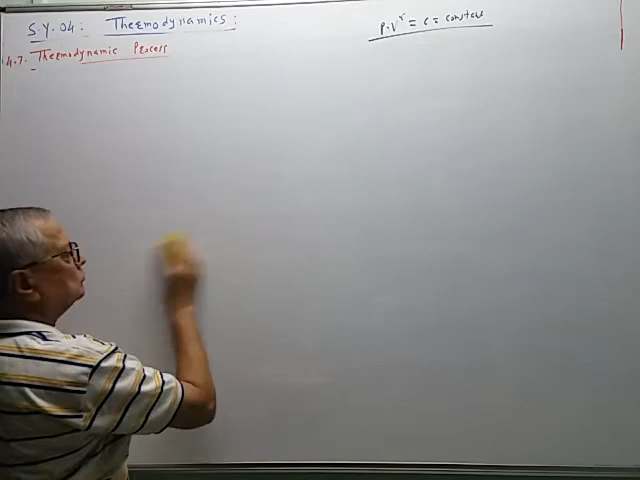 S.Y. 04: Thermodynamics:
P.V^γ = c = constant
4.7. Thermodynamic Process